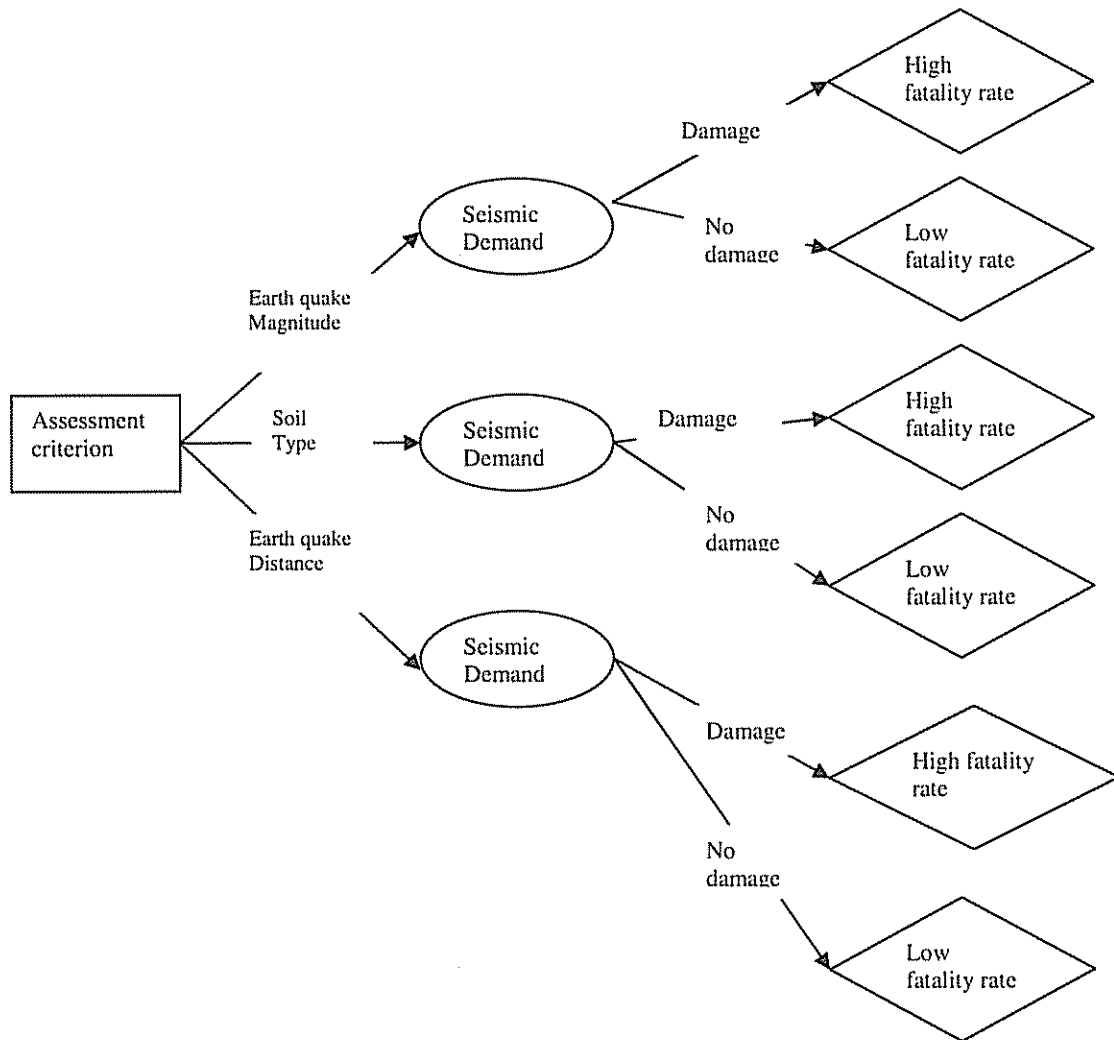 High
fatality rate
Damage
Seismic
Demand
No
damage
Low
fatality rate
Earth quake
Magnitude
Assessment
criterion
Soil
Type
Seismic
Demand
Damage
High
fatality rate
No
damage
Low
fatality rate
Earth quake
Distance
Seismic
Demand
Damage
High fatality
rate
No
damage
Low
fatality rate